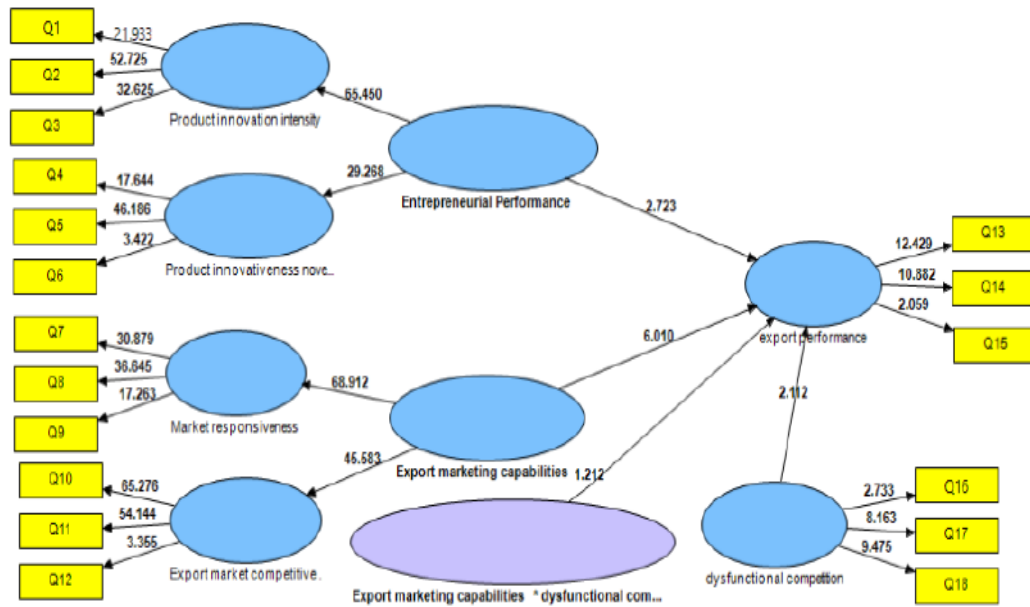 Q1
21.933
Q2
52.725
Q3
32.625
Product innovation intensity
65.450
Q4
17.644
29.268
Entrepreneurial Performance
Q5
46.186
2.723
Q6
3.422
Product innovativeness nove...
Q13
12.429
Q14
10.882
Q15
2.059
export performance
Q7
30.879
Q8
36.645
Q9
17.263
Market responsiveness
68.912
6.010
2.112
Export marketing capabilities
1.212
45.583
Q10
65.276
Q11
54.144
Q12
3.355
Export market competitive.
Q16
2.733
Q17
8.163
Q18
9.475
dysfunctional competition
Export marketing capabilities * dysfunctional com...